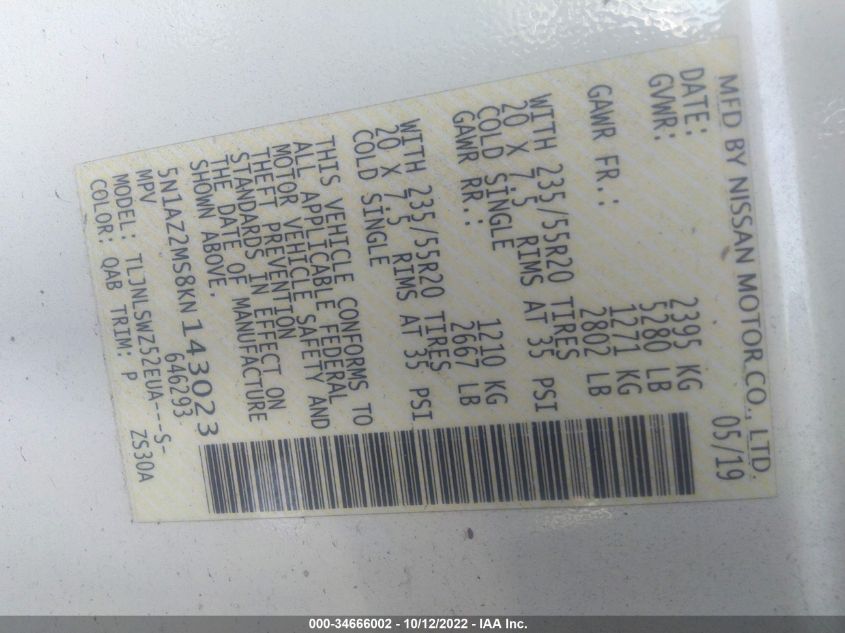 MFD BY NISSAN MOTOR CO., LTD.
DATE: 05/19
GVWR: 2395 KG
5280 LB
GAWR FR.: 1271 KG
2802 LB
WITH 235/55R20 TIRES
20 X 7.5 RIMS AT 35 PSI
COLD SINGLE
GAWR RR.: 1210 KG
2667 LB
WITH 235/55R20 TIRES
20 X 7.5 RIMS AT 35 PSI
COLD SINGLE
THIS VEHICLE CONFORMS TO
ALL APPLICABLE FEDERAL
MOTOR VEHICLE SAFETY AND
THEFT PREVENTION
STANDARDS IN EFFECT ON
THE DATE OF MANUFACTURE
SHOWN ABOVE.
5N1AZ2MS8KN143023
MPV 646293
MODEL: TLJNLSWZ52EUA---S-
COLOR: QAB TRIM: P ZS30A
000-34666002 - 10/12/2022 - IAA Inc.